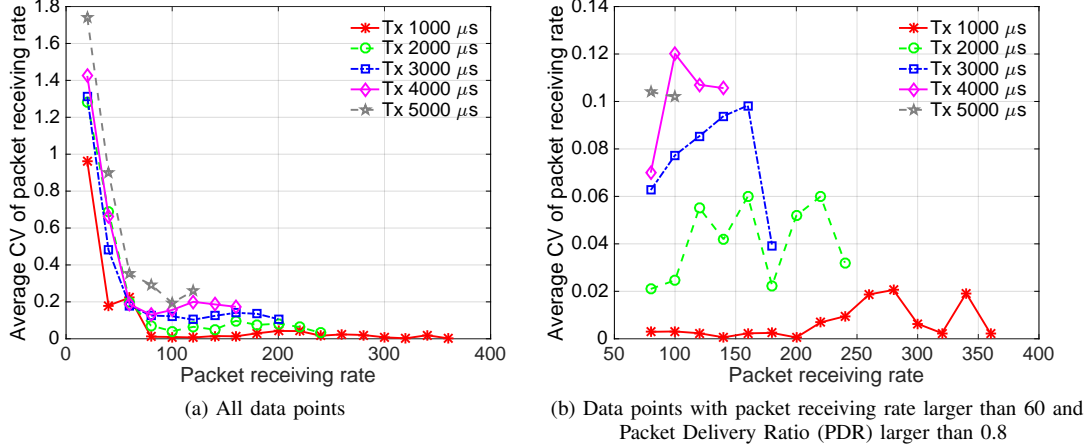 Average CV of packet receiving rate
1.8
1.6
1.4
1.2
1
0.8
0.6
0.4
0.2
0
0
100
200
300
400
Packet receiving rate
Tx 1000 μs
Tx 2000 μs
Tx 3000 μs
Tx 4000 μs
Tx 5000 μs
(a) All data points
Average CV of packet receiving rate
0.14
0.12
0.1
0.08
0.06
0.04
0.02
0
50
100
150
200
250
300
350
400
Packet receiving rate
Tx 1000 μs
Tx 2000 μs
Tx 3000 μs
Tx 4000 μs
Tx 5000 μs
(b) Data points with packet receiving rate larger than 60 and
Packet Delivery Ratio (PDR) larger than 0.8